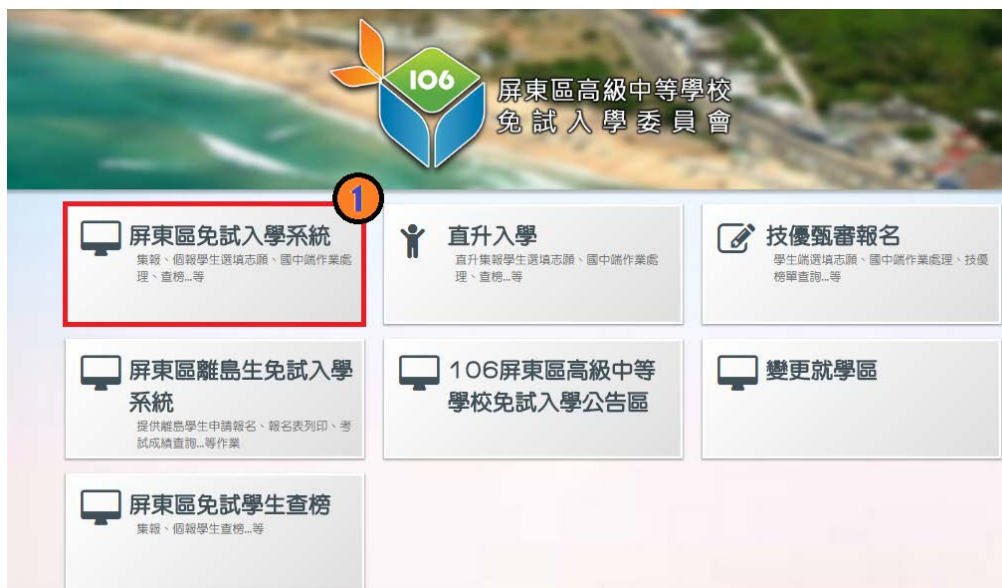 106
屏東區高級中等學校
免試入學委員會
1
屏東區免試入學系統
集報、個報學生選填志願、國中端作業處
理、查榜...等
直升入學
直升集報學生選填志願、國中端作業處
理、查榜...等
技優甄審報名
學生端選填志願、國中端作業處理、技優
榜單查詢...等
屏東區離島生免試入學
系統
提供離島學生申請報名、報名表列印、考
試成績查詢...等作業
106屏東區高級中等
學校免試入學公告區
變更就學區
屏東區免試學生查榜
集報、個報學生查榜...等